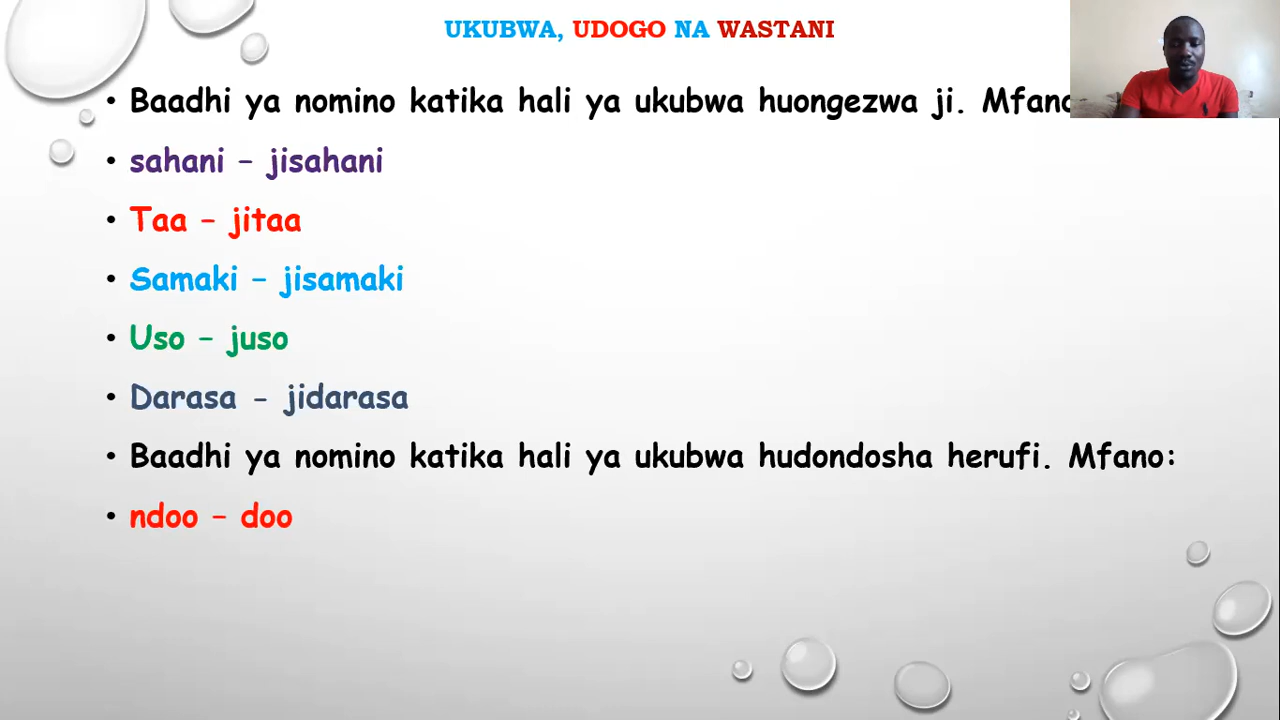 UKUBWA, UDOGO NA WASTANI
• Baadhi ya nomino katika hali ya ukubwa huongezwa ji.
• sahani – jisahani
• Taa – jitaa
• Samaki – jisamaki
• Uso – juso
• Darasa - jidarasa
• Baadhi ya nomino katika hali ya ukubwa hudondosha herufi. Mfano:
• ndoo – doo